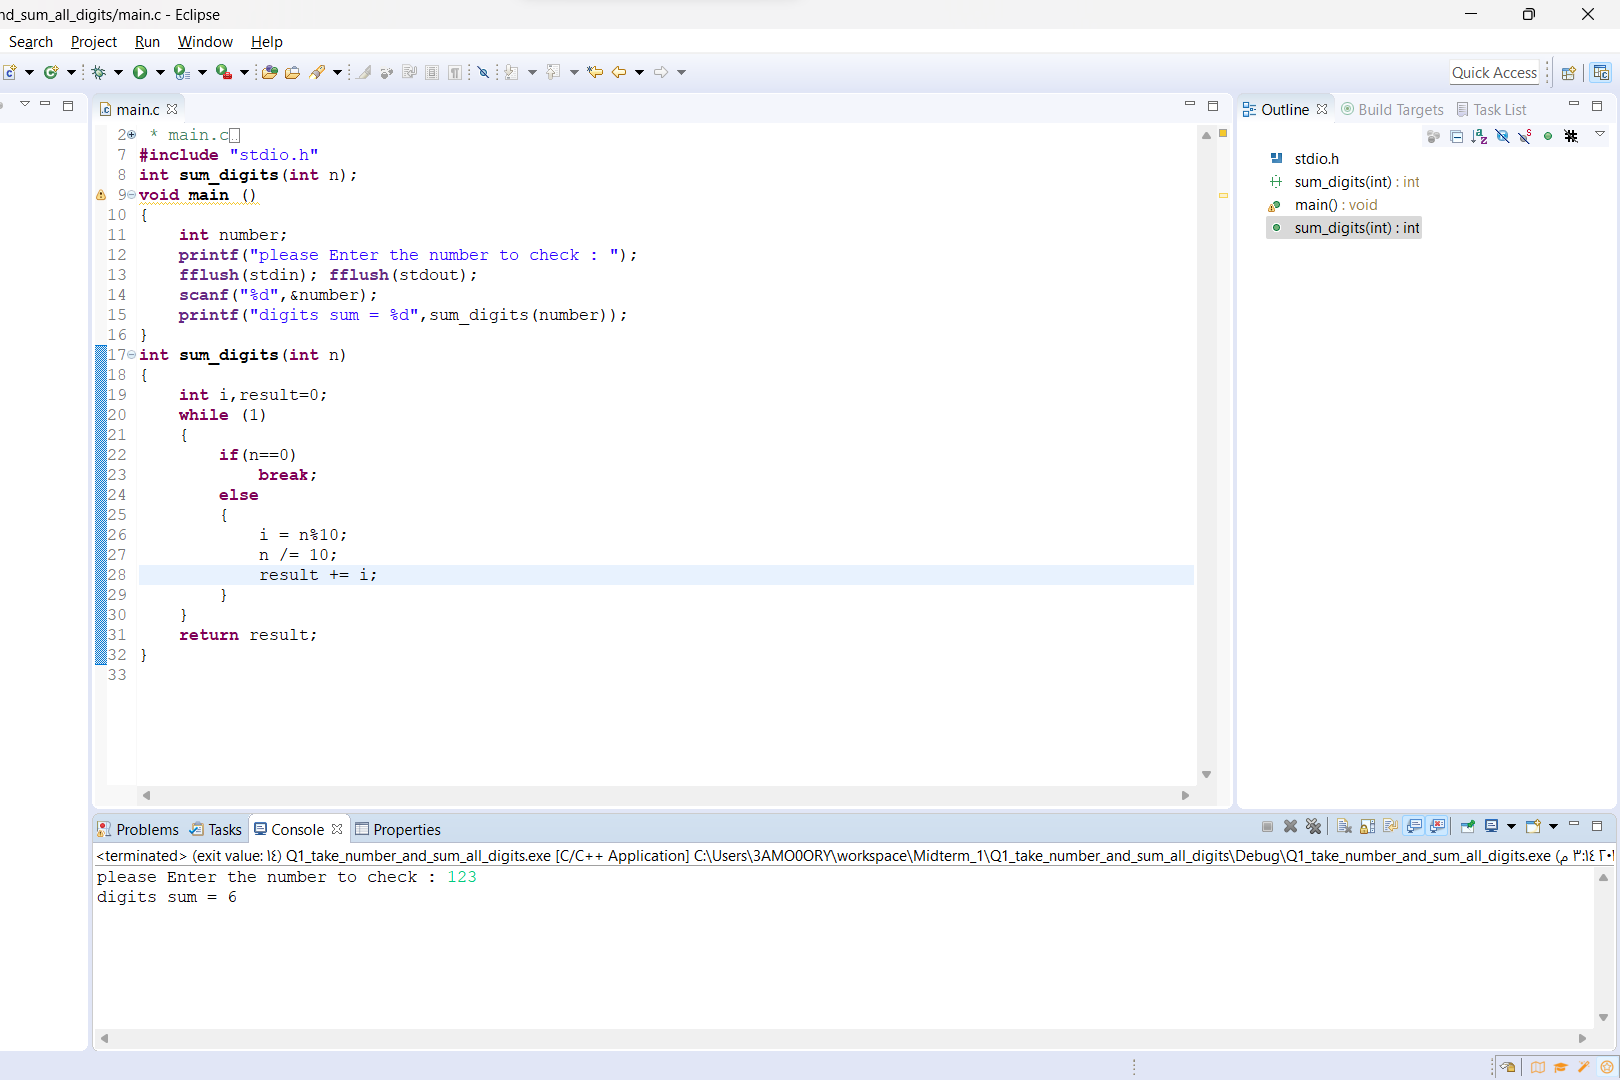 nd_sum_all_digits/main.c - Eclipse
Search Project Run Window Help
Quick Access
main.c
Outline Build Targets Task List
2 * main.c
7 #include "stdio.h"
8 int sum_digits(int n);
9 void main ()
10 {
11 int number;
12 printf("please Enter the number to check : ");
13 fflush(stdin); fflush(stdout);
14 scanf("%d",&number);
15 printf("digits sum = %d",sum_digits(number));
16 }
17 int sum_digits(int n)
18 {
19 int i,result=0;
20 while (1)
21 {
22 if(n==0)
23 break;
24 else
25 {
26 i = n%10;
27 n /= 10;
28 result += i;
29 }
30 }
31 return result;
32 }
33
stdio.h
sum_digits(int) : int
main() : void
sum_digits(int) : int
Problems Tasks Console Properties
<terminated> (exit value: ١٤) Q1_take_number_and_sum_all_digits.exe [C/C++ Application] C:\Users\3AMO0ORY\workspace\Midterm_1\Q1_take_number_and_sum_all_digits\Debug\Q1_take_number_and_sum_all_digits.exe (م ٣:١٤
please Enter the number to check : 123
digits sum = 6